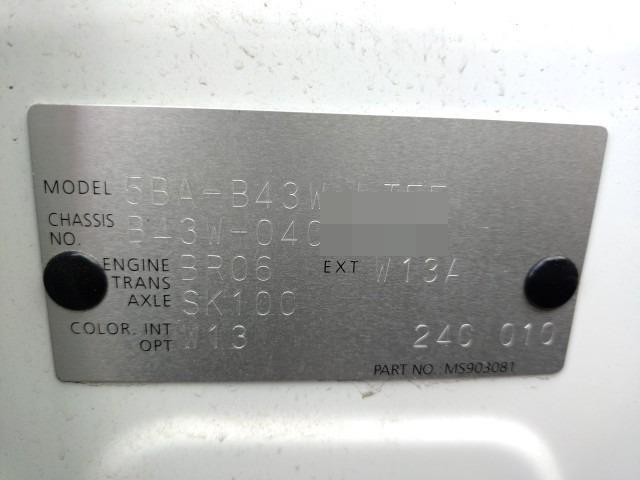 MODEL 5BA-B43W
CHASSIS NO. B43W-040
ENGINE BR06 EXT W13A
TRANS AXLE SK100
COLOR. INT OPT W13 24C 010
PART NO. MS903081